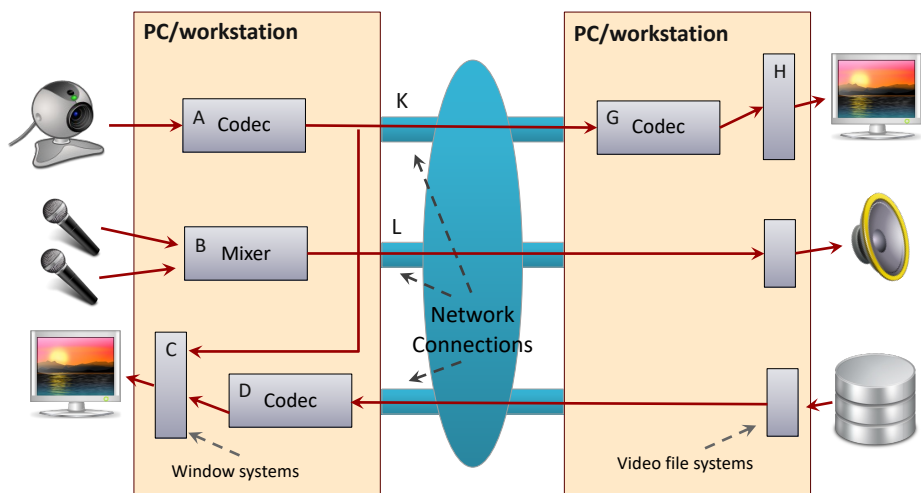 PC/workstation
PC/workstation
A
Codec
K
G
Codec
H
B
Mixer
L
Network
Connections
C
D
Codec
Window systems
Video file systems